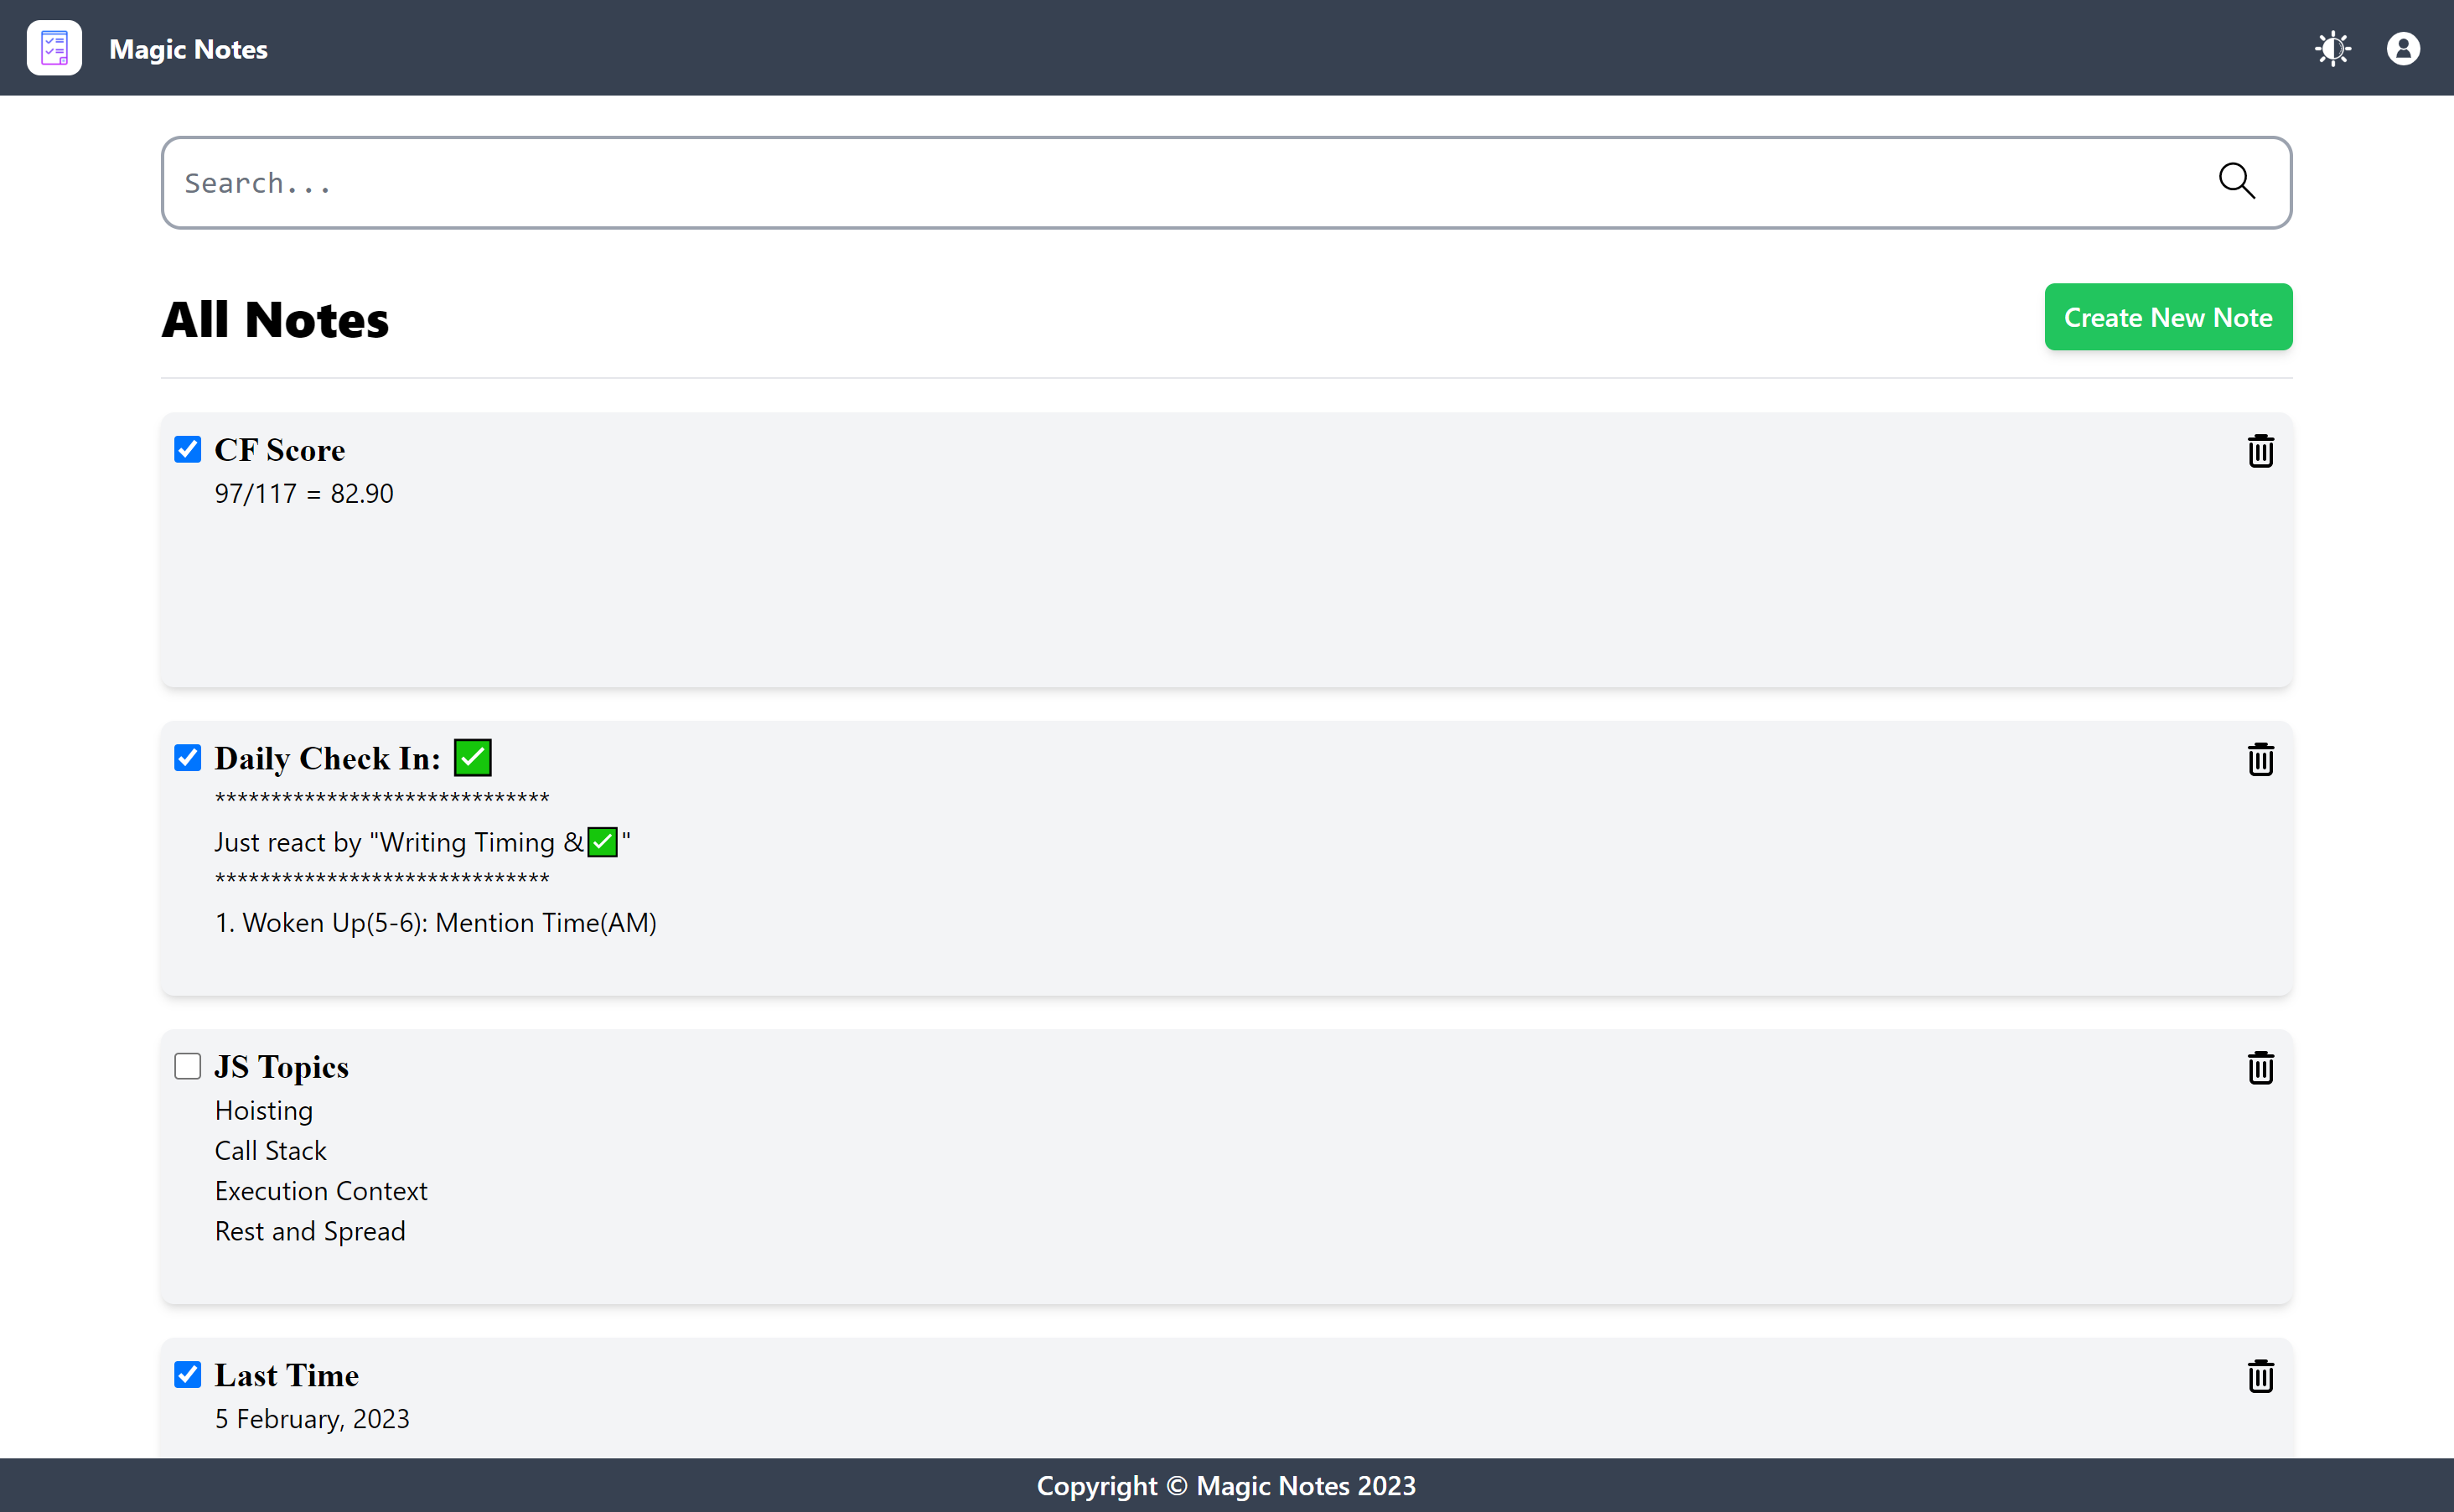 Magic Notes
Search...
All Notes
Create New Note
CF Score
97/117 = 82.90
Daily Check In: ✅
******************************
Just react by "Writing Timing &✅"
******************************
1. Woken Up(5-6): Mention Time(AM)
JS Topics
Hoisting
Call Stack
Execution Context
Rest and Spread
Last Time
5 February, 2023
Copyright © Magic Notes 2023